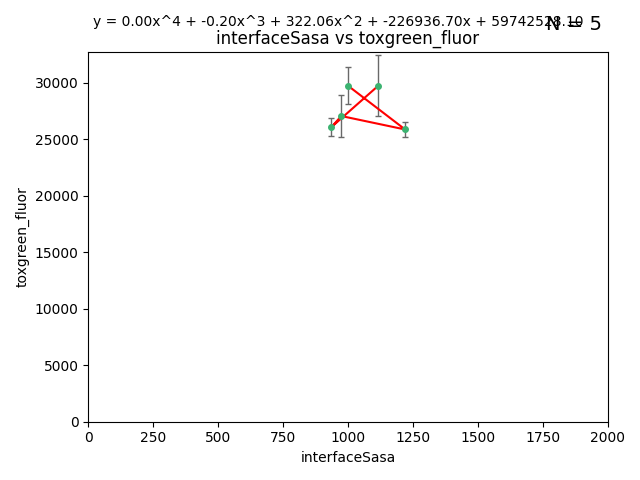 y = 0.00x^4 + -0.20x^3 + 322.06x^2 + -226936.70x + 59742528.10
N = 5
interfaceSasa vs toxgreen_fluor
30000
25000
20000
15000
10000
5000
0
toxgreen_fluor
0 250 500 750 1000 1250 1500 1750 2000
interfaceSasa